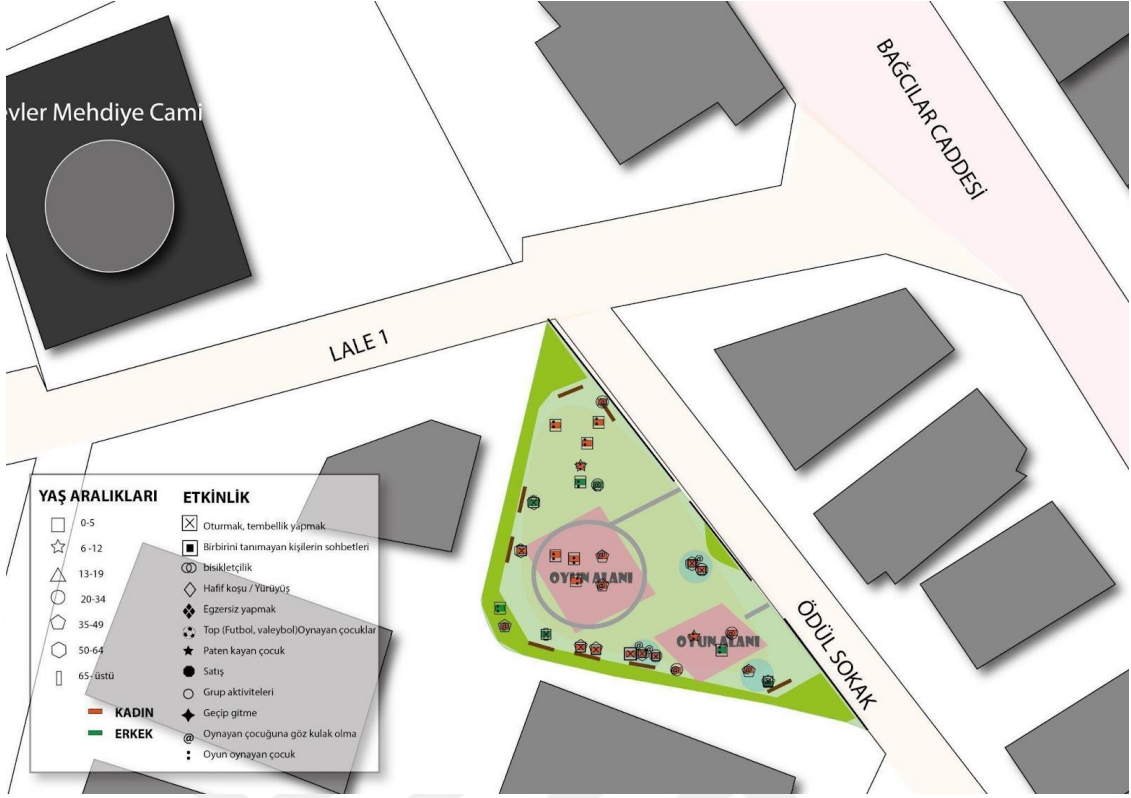 evler Mehdiye Cami
BAĞCILAR CADDESİ
LALE 1
ÖDÜL SOKAK
OYUN ALANI
OYUN ALANI
YAŞ ARALIKLARI
0-5
6 -12
13-19
20-34
35-49
50-64
65- üstü
KADIN
ERKEK
ETKİNLİK
Oturmak, tembellik yapmak
Birbirini tanımayan kişilerin sohbetleri
bisikletçilik
Hafif koşu / Yürüyüş
Egzersiz yapmak
Top (Futbol, valeybol)Oynayan çocuklar
Paten kayan çocuk
Satış
Grup aktiviteleri
Geçip gitme
@ Oynayan çocuğuna göz kulak olma
Oyun oynayan çocuk